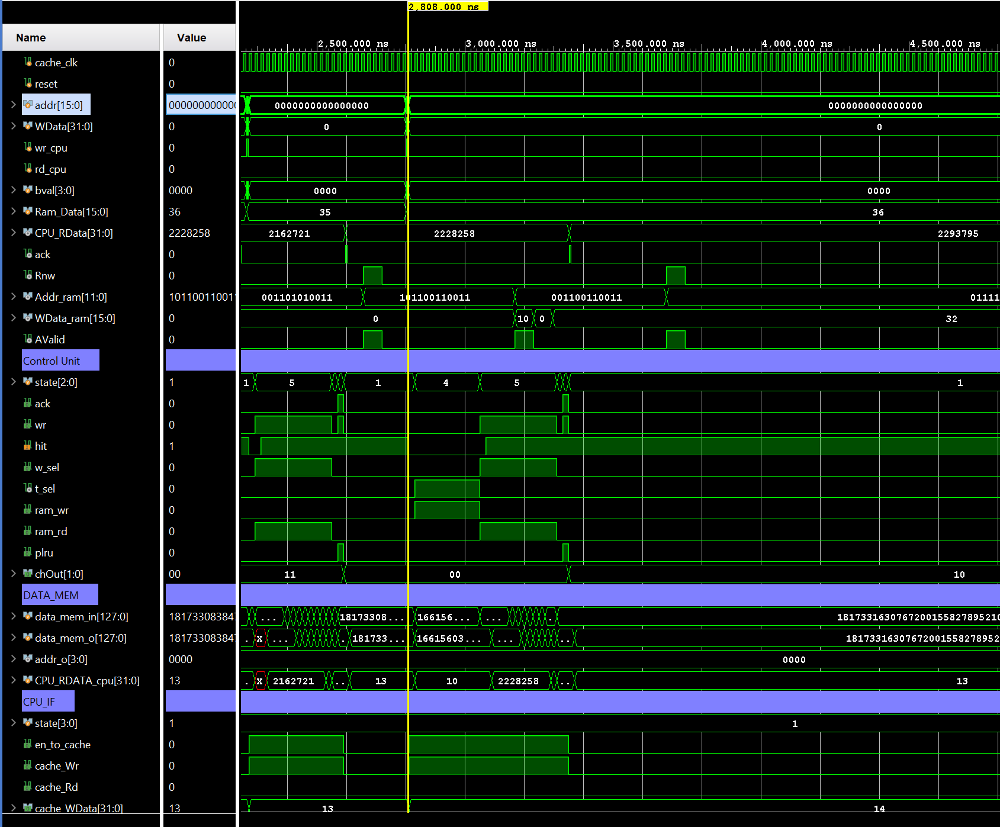 2,808.000 ns
Name Value
2,500.000 ns 3,000.000 ns 3,500.000 ns 4,000.000 ns 4,500.000 ns
cache_clk 0
reset 0
addr[15:0] 000000000000 0000000000000000 0000000000000000
WData[31:0] 0 0 0
wr_cpu 0
rd_cpu 0
bval[3:0] 0000 0000 0000
Ram_Data[15:0] 36 35 36
CPU_RData[31:0] 2228258 2162721 2228258 2293795
ack 0
Rnw 0
Addr_ram[11:0] 10110011001 001101010011 101100110011 001100110011 01111
WData_ram[15:0] 0 0 10 0 32
AValid 0
Control Unit
state[2:0] 1 1 5 1 4 5 1
ack 0
wr 0
hit 1
w_sel 0
t_sel 0
ram_wr 0
ram_rd 0
plru 0
chOut[1:0] 00 11 00 10
DATA_MEM
data_mem_in[127:0] 18173308384 ... 18173308... 166156... ... . 181733163076720015582789521
data_mem_o[127:0] 18173308384 . X ... . 181733... 16615603... ... .. 18173316307672001558278952
addr_o[3:0] 0000 0000
CPU_RDATA_cpu[31:0] 13 . X 2162721 .. 13 10 2228258 .. 13
CPU_IF
state[3:0] 1 1
en_to_cache 0
cache_Wr 0
cache_Rd 0
cache_WData[31:0] 13 13 14